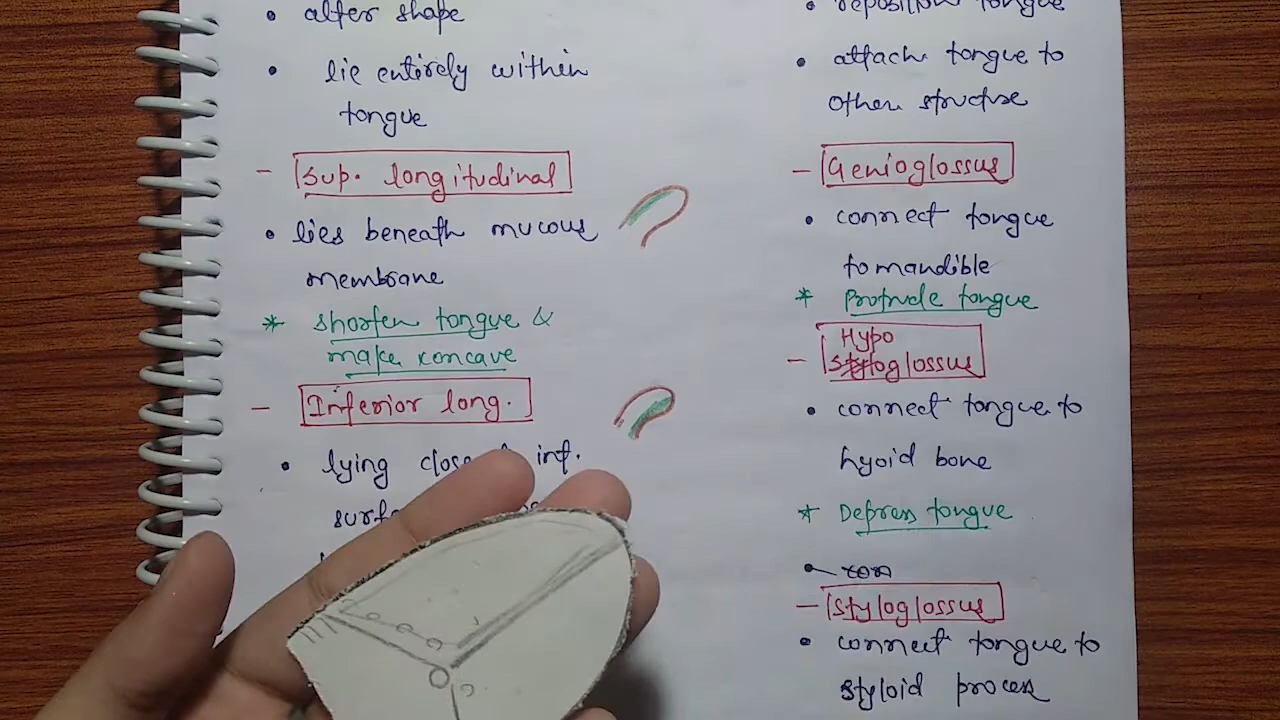 • alter shape
• lie entirely within
tongue
– Sup. longitudinal
• lies beneath mucous
membrane
* shorten tongue &
make concave
– Inferior long.
• lying close inf.
• reposition tongue
• attach tongue to
other structure
– Genioglossus
• connect tongue
to mandible
* Protrude tongue
Hypo
– glossus
• connect tongue to
hyoid bone
* Depress tongue
•
– Styloglossus
• connect tongue to
styloid process